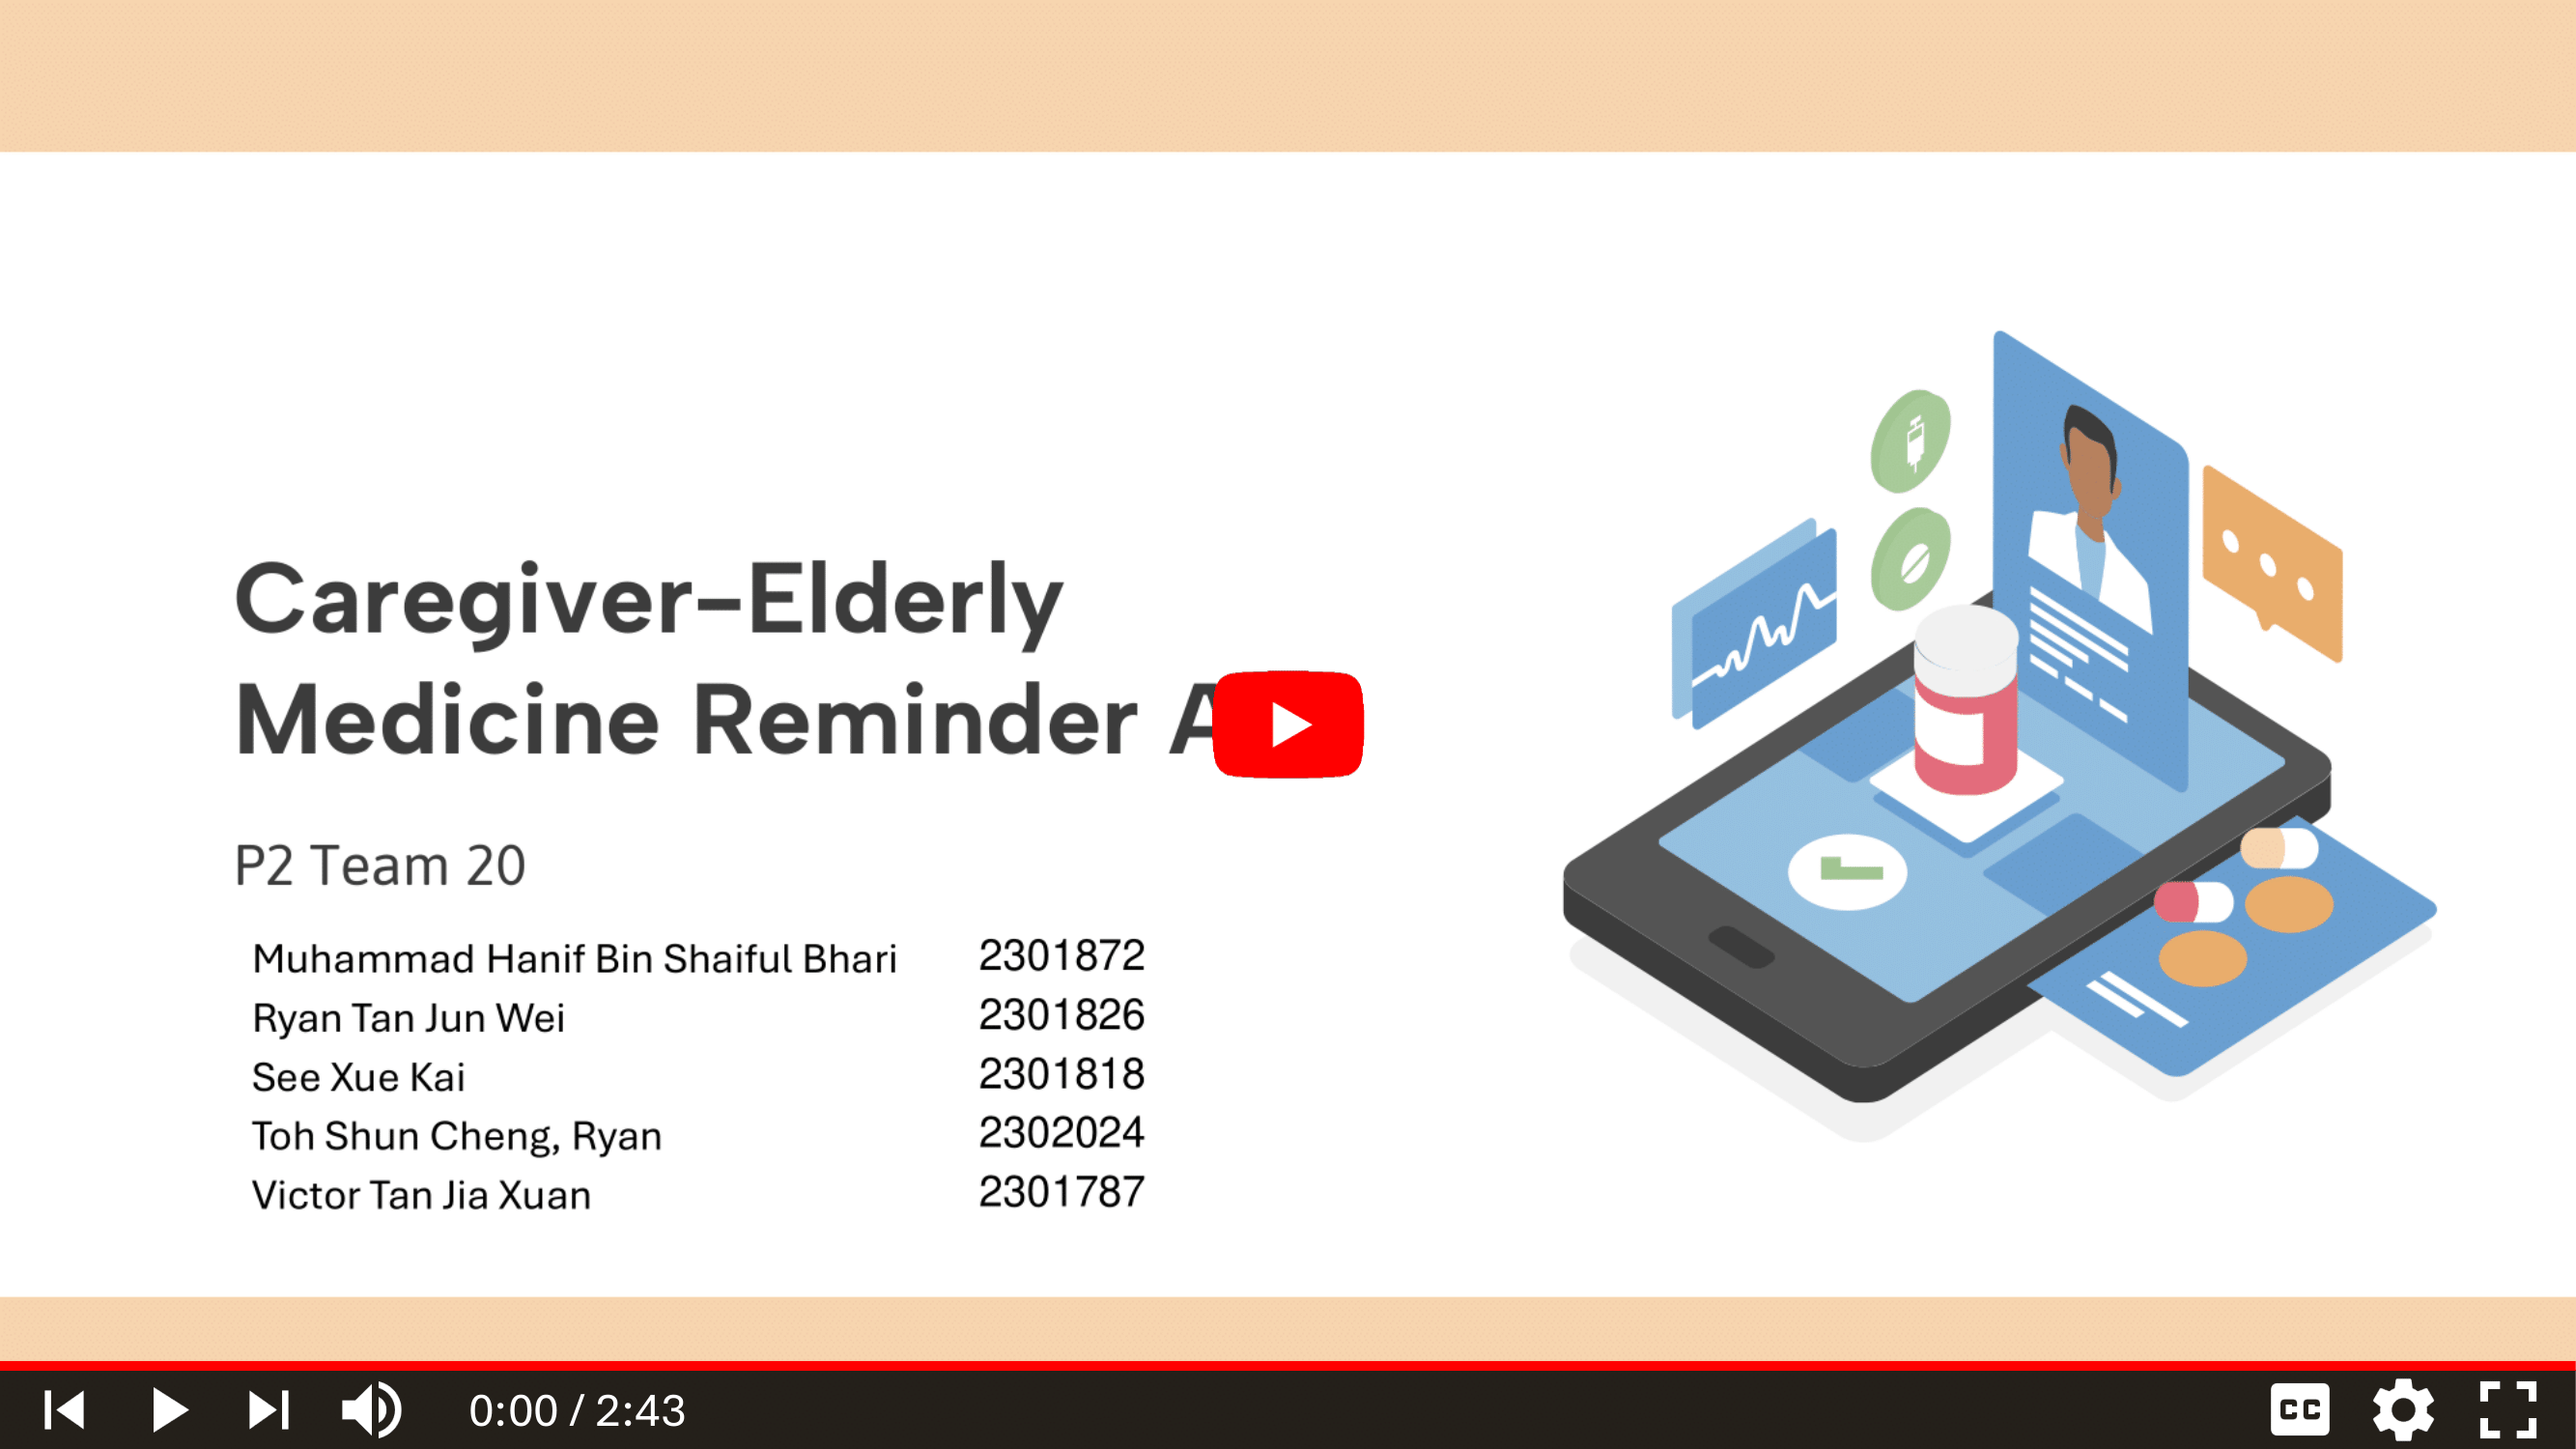 Caregiver-Elderly
Medicine Reminder
P2 Team 20
Muhammad Hanif Bin Shaiful Bhari 2301872
Ryan Tan Jun Wei 2301826
See Xue Kai 2301818
Toh Shun Cheng, Ryan 2302024
Victor Tan Jia Xuan 2301787
0:00 / 2:43
CC